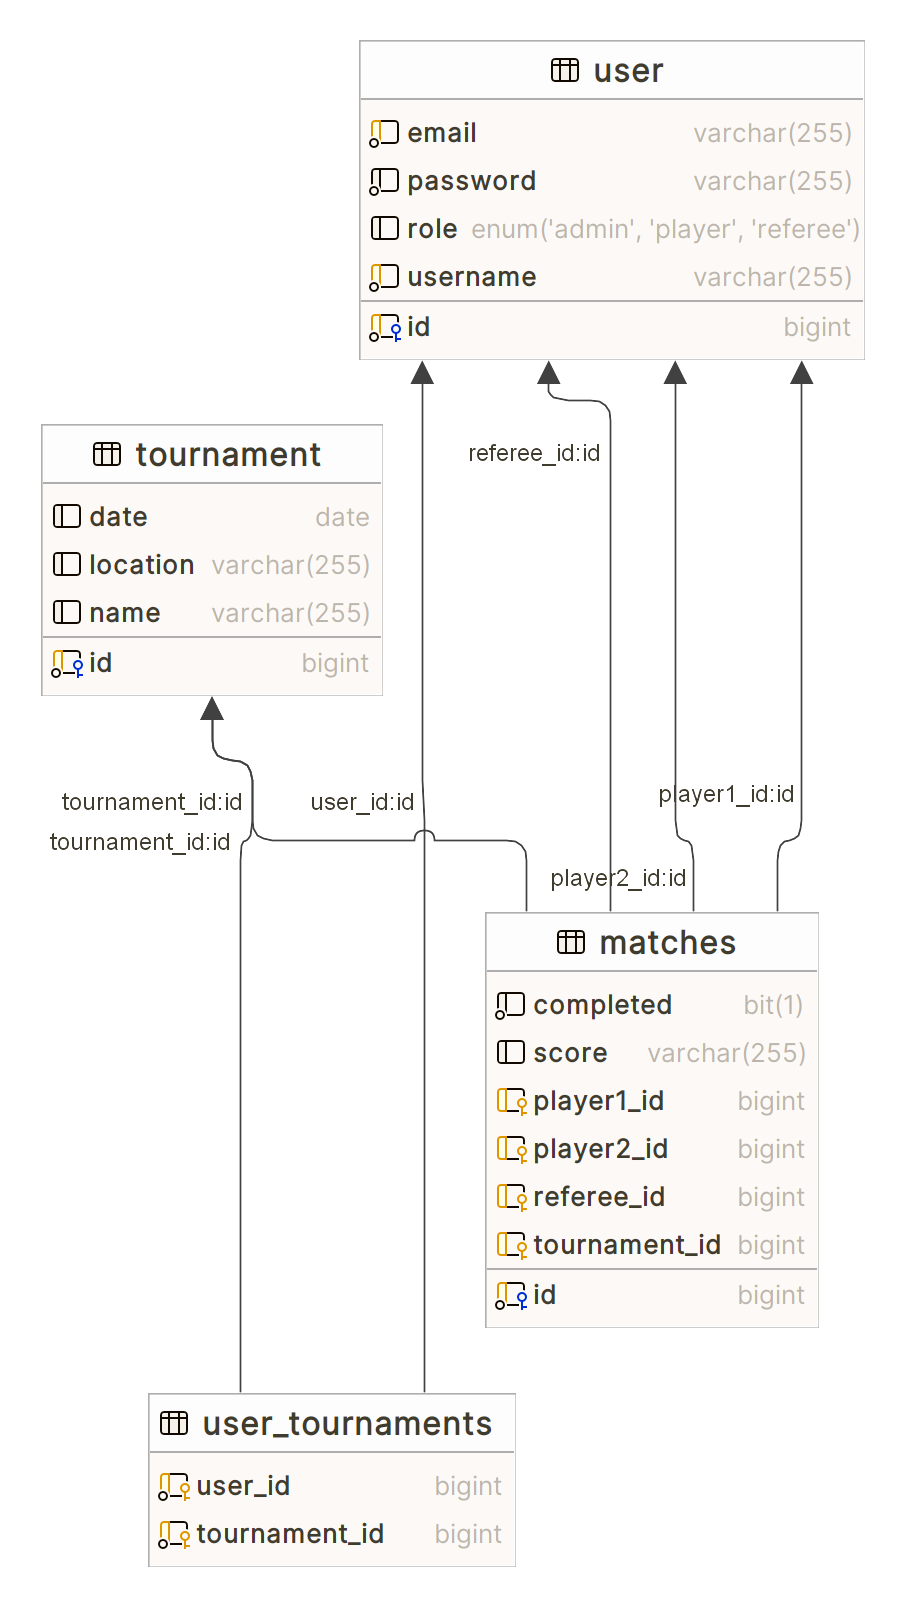 user
email varchar(255)
password varchar(255)
role enum('admin', 'player', 'referee')
username varchar(255)
id bigint
referee_id:id
tournament
date date
location varchar(255)
name varchar(255)
id bigint
tournament_id:id
user_id:id
player1_id:id
tournament_id:id
player2_id:id
matches
completed bit(1)
score varchar(255)
player1_id bigint
player2_id bigint
referee_id bigint
tournament_id bigint
id bigint
user_tournaments
user_id bigint
tournament_id bigint